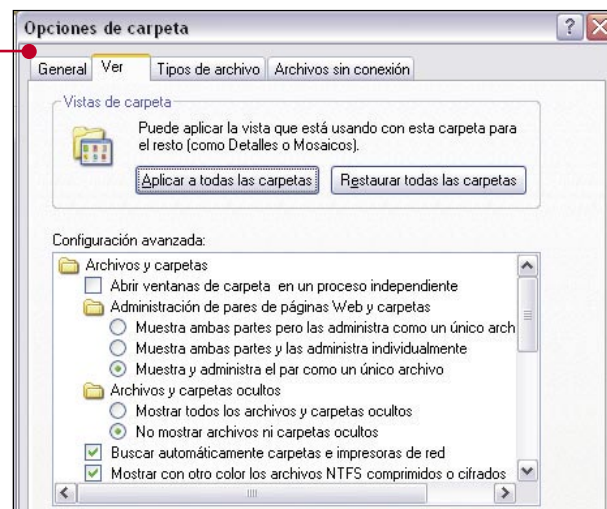 Opciones de carpeta
General Ver Tipos de archivo Archivos sin conexión
Vistas de carpeta
Puede aplicar la vista que está usando con esta carpeta para
el resto (como Detalles o Mosaicos).
Aplicar a todas las carpetas Restaurar todas las carpetas
Configuración avanzada:
Archivos y carpetas
Abrir ventanas de carpeta en un proceso independiente
Administración de pares de páginas Web y carpetas
Muestra ambas partes pero las administra como un único arch
Muestra ambas partes y las administra individualmente
Muestra y administra el par como un único archivo
Archivos y carpetas ocultos
Mostrar todos los archivos y carpetas ocultos
No mostrar archivos ni carpetas ocultos
Buscar automáticamente carpetas e impresoras de red
Mostrar con otro color los archivos NTFS comprimidos o cifrados